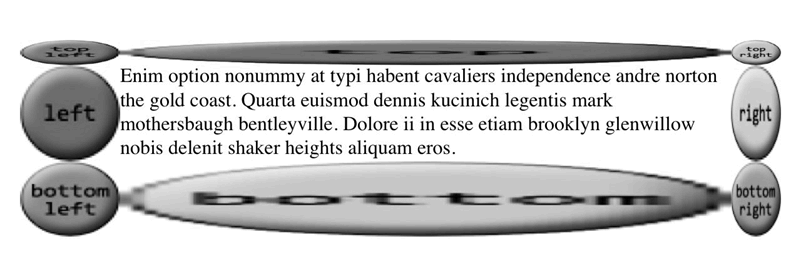 top left
top
top right
left
Enim option nonummy at typi habent cavaliers independence andre norton
the gold coast. Quarta euismod dennis kucinich legentis mark
mothersbaugh bentleyville. Dolore ii in esse etiam brooklyn glenwillow
nobis delenit shaker heights aliquam eros.
right
bottom left
bottom
bottom right